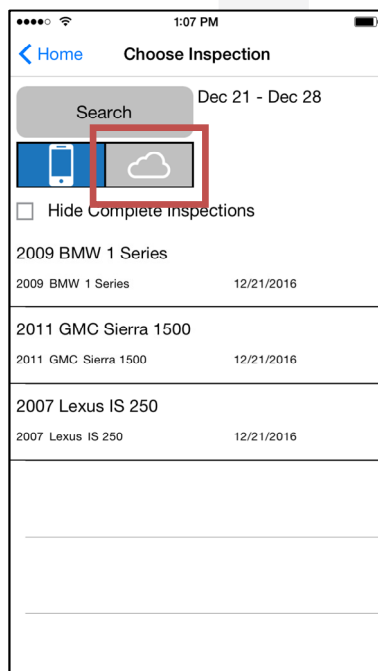 1:07 PM
Home Choose Inspection
Search Dec 21 - Dec 28
Hide Complete Inspections
2009 BMW 1 Series
2009 BMW 1 Series 12/21/2016
2011 GMC Sierra 1500
2011 GMC Sierra 1500 12/21/2016
2007 Lexus IS 250
2007 Lexus IS 250 12/21/2016